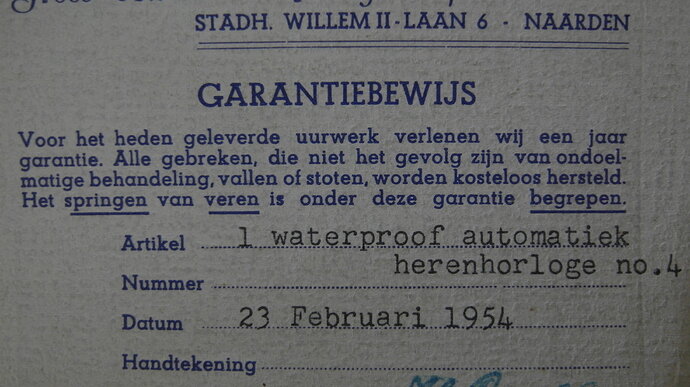 STADH. WILLEM II-LAAN 6 - NAARDEN
GARANTIEBEWIJS
Voor het heden geleverde uurwerk verlenen wij een jaar
garantie. Alle gebreken, die niet het gevolg zijn van ondoel-
matige behandeling, vallen of stoten, worden kosteloos hersteld.
Het springen van veren is onder deze garantie begrepen.
Artikel 1 waterproof automatiek
herenhorloge no.4
Nummer
Datum 23 Februari 1954
Handtekening